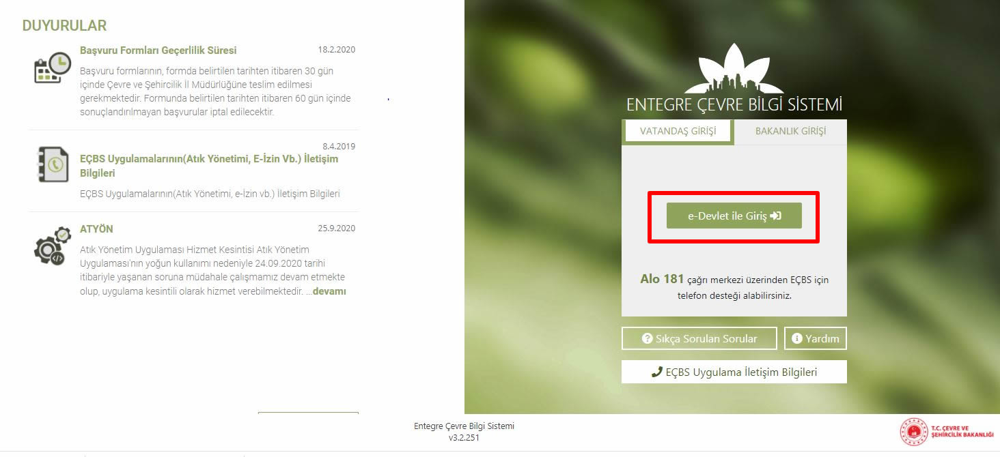 DUYURULAR
Başvuru Formları Geçerlilik Süresi
18.2.2020
Başvuru formlarının, formda belirtilen tarihten itibaren 30 gün
içinde Çevre ve Şehircilik İl Müdürlüğüne teslim edilmesi
gerekmektedir. Formunda belirtilen tarihten itibaren 60 gün içinde
sonuçlandırılmayan başvurular iptal edilecektir.
8.4.2019
EÇBS Uygulamalarının(Atık Yönetimi, E-İzin Vb.) İletişim
Bilgileri
EÇBS Uygulamalarının(Atık Yönetimi, e-İzin vb.) İletişim Bilgileri
ATYÖN
25.9.2020
Atık Yönetim Uygulaması Hizmet Kesintisi Atık Yönetim
Uygulaması'nın yoğun kullanımı nedeniyle 24.09.2020 tarihi
itibariyle yaşanan soruna müdahale çalışmamız devam etmekte
olup, uygulama kesintili olarak hizmet verebilmektedir. ...devamı
ENTEGRE ÇEVRE BİLGİ SİSTEMİ
VATANDAŞ GİRİŞİ
BAKANLIK GİRİŞİ
e-Devlet ile Giriş
Alo 181 çağrı merkezi üzerinden EÇBS için
telefon desteği alabilirsiniz.
Sıkça Sorulan Sorular
Yardım
EÇBS Uygulama İletişim Bilgileri
Entegre Çevre Bilgi Sistemi
v3.2.251
T.C. ÇEVRE VE
ŞEHİRCİLİK BAKANLIĞI